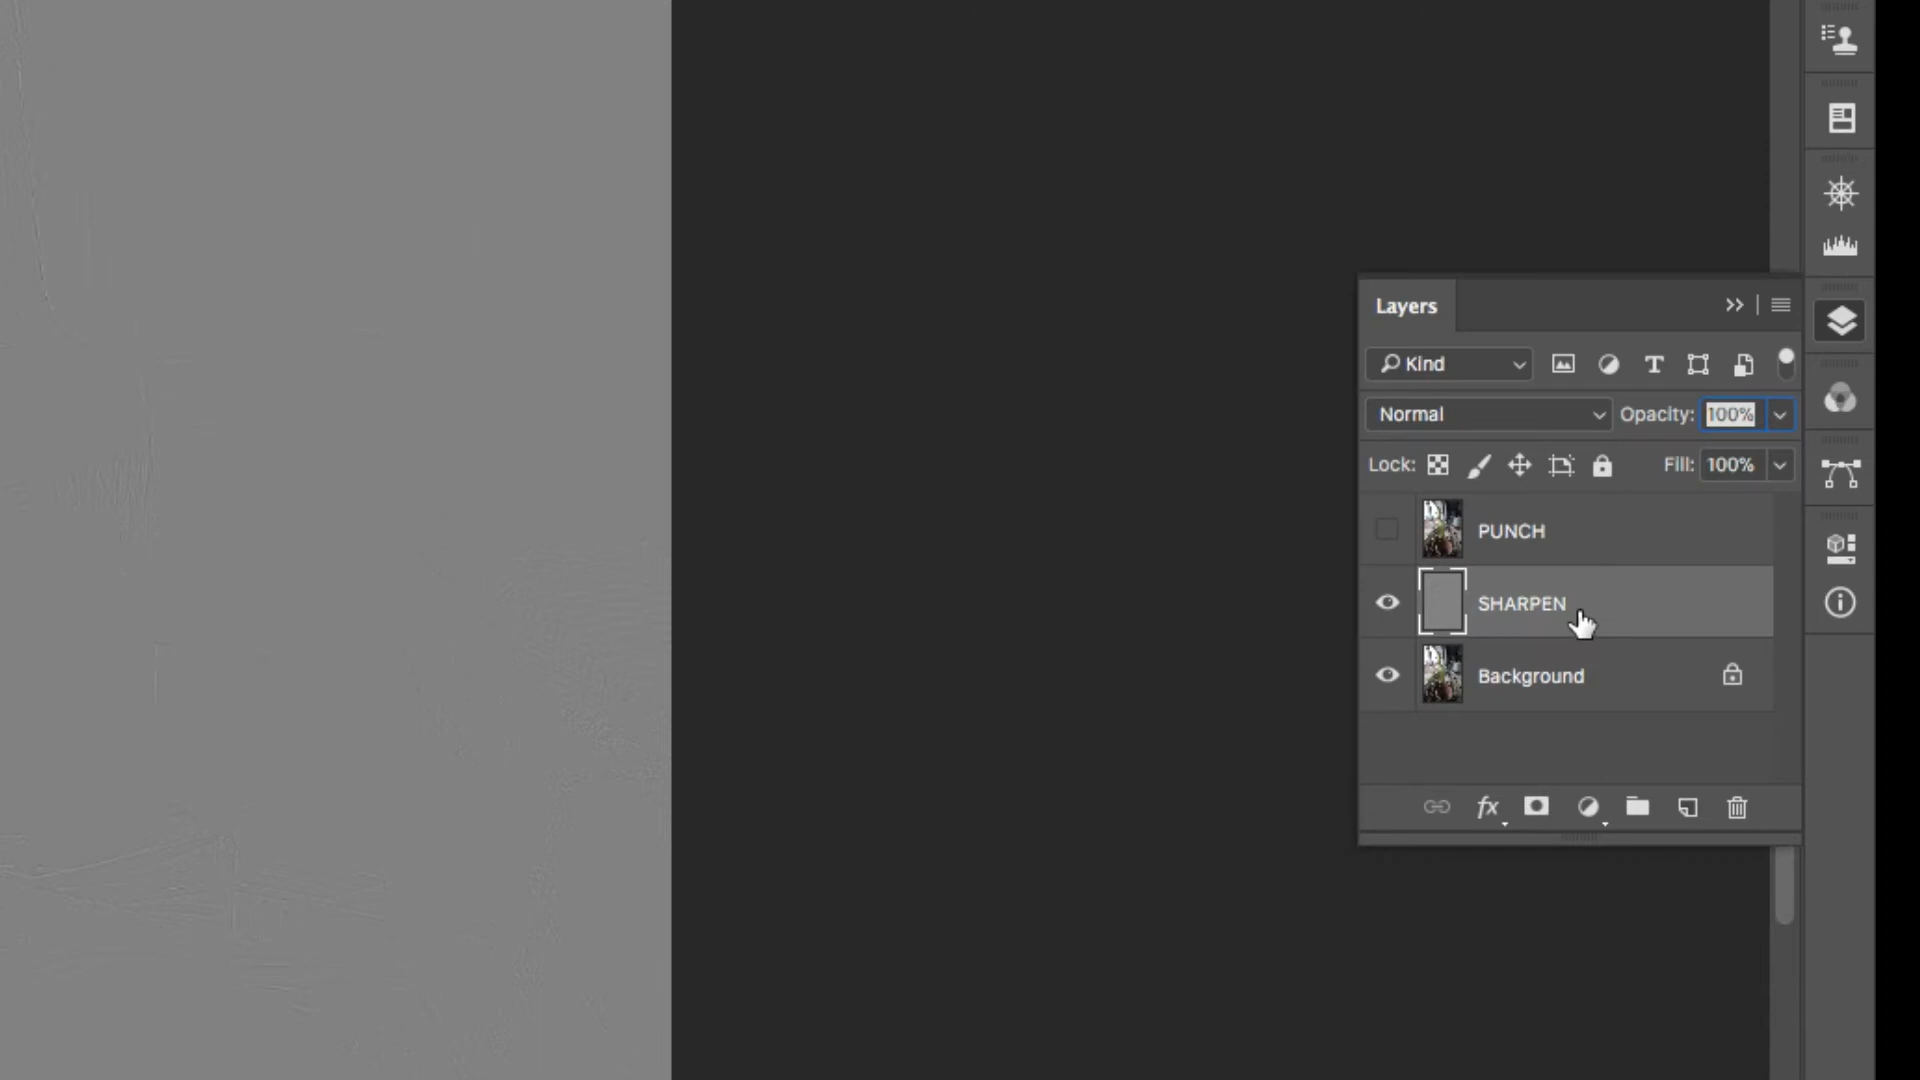 Layers
Kind
Normal Opacity: 100%
Lock: Fill: 100%
PUNCH
SHARPEN
Background
fx